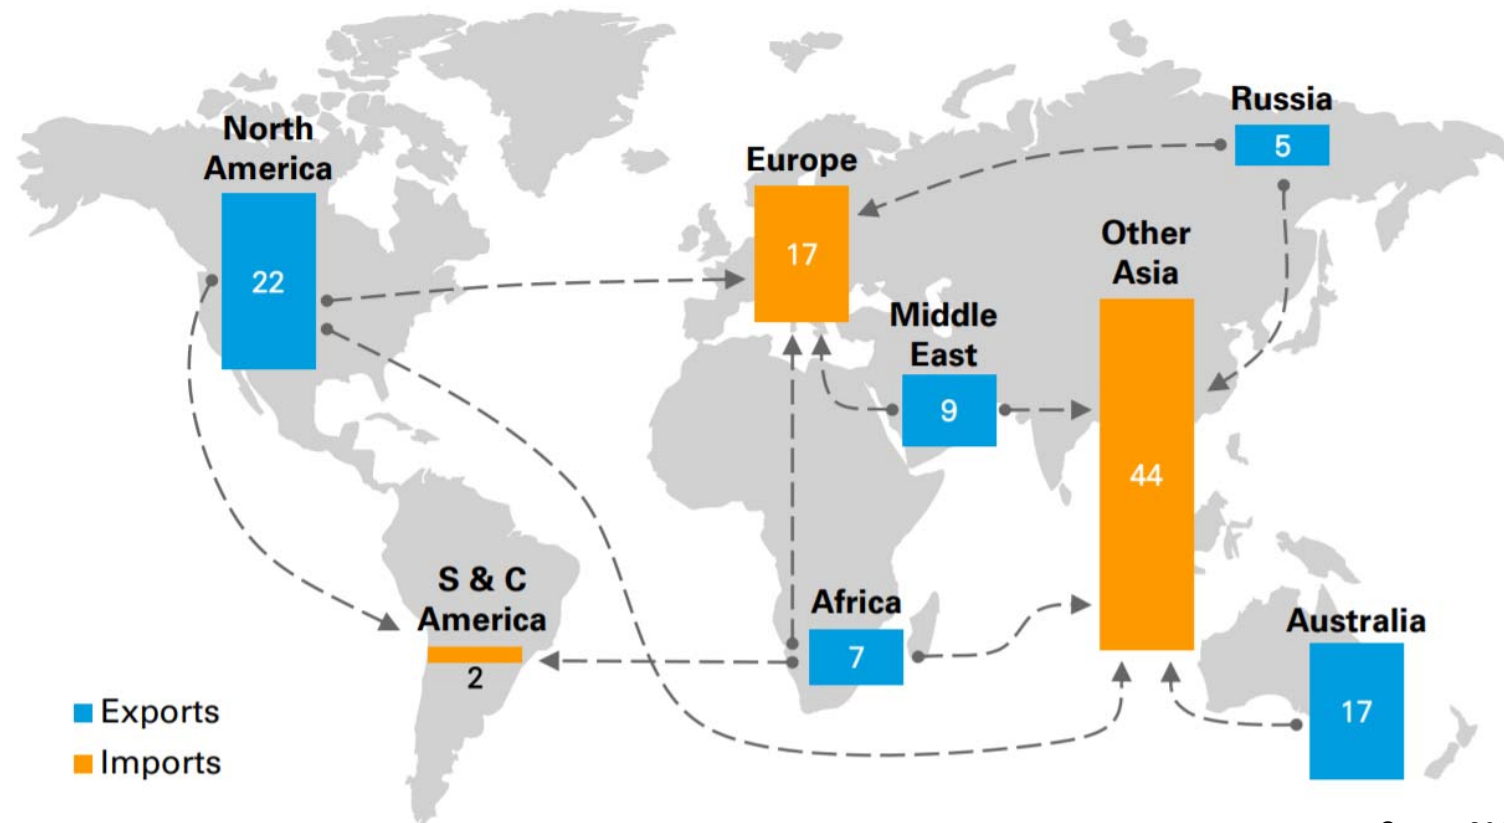 North
America
22
Europe
17
Russia
5
Other
Asia
44
Middle
East
9
S & C
America
2
Africa
7
Australia
17
Exports
Imports